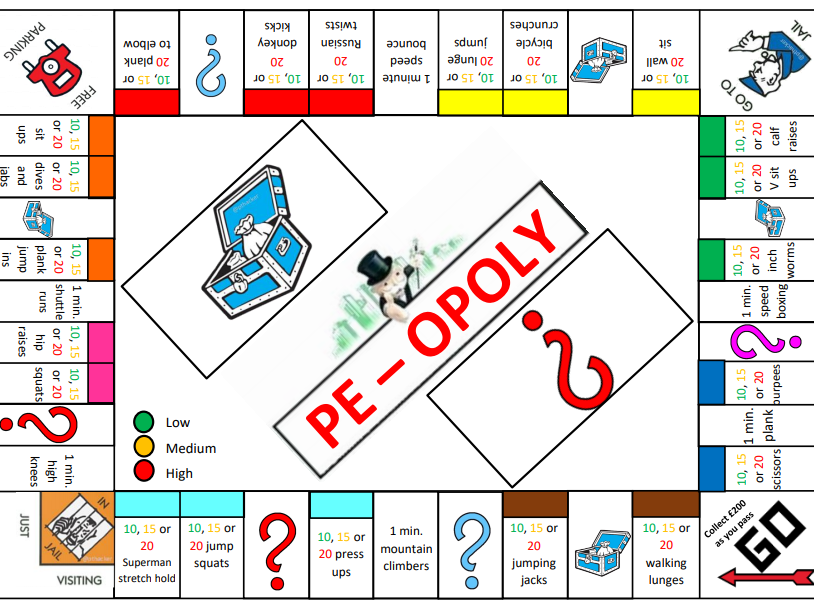 FREE
PARKING
10, 15 or
20 plank
to elbow
10, 15 or
20
donkey
kicks
10, 15 or
20
Russian
twists
1 minute
speed
bounce
10, 15 or
20 lunge
jumps
10, 15 or
20
bicycle
crunches
10, 15 or
20 wall
sit
GO TO
JAIL
10, 15
or 20
sit
ups
10, 15
or 20
dives
and
jabs
10, 15
or 20
plank
jump
ins
1 min.
shuttle
runs
10, 15
or 20
hip
raises
10, 15
or 20
squats
1 min.
high
knees
10, 15
or 20
calf
raises
10, 15
or 20
V sit
ups
10, 15
or 20
inch
worms
1 min.
speed
boxing
10, 15
or 20
burpees
1 min.
plank
10, 15
or 20
scissors
PE – OPOLY
Low
Medium
High
IN
JAIL
JUST
VISITING
10, 15 or
20
Superman
stretch hold
10, 15 or
20 jump
squats
10, 15 or
20 press
ups
1 min.
mountain
climbers
10, 15 or
20
jumping
jacks
10, 15 or
20
walking
lunges
Collect £200
as you pass
GO